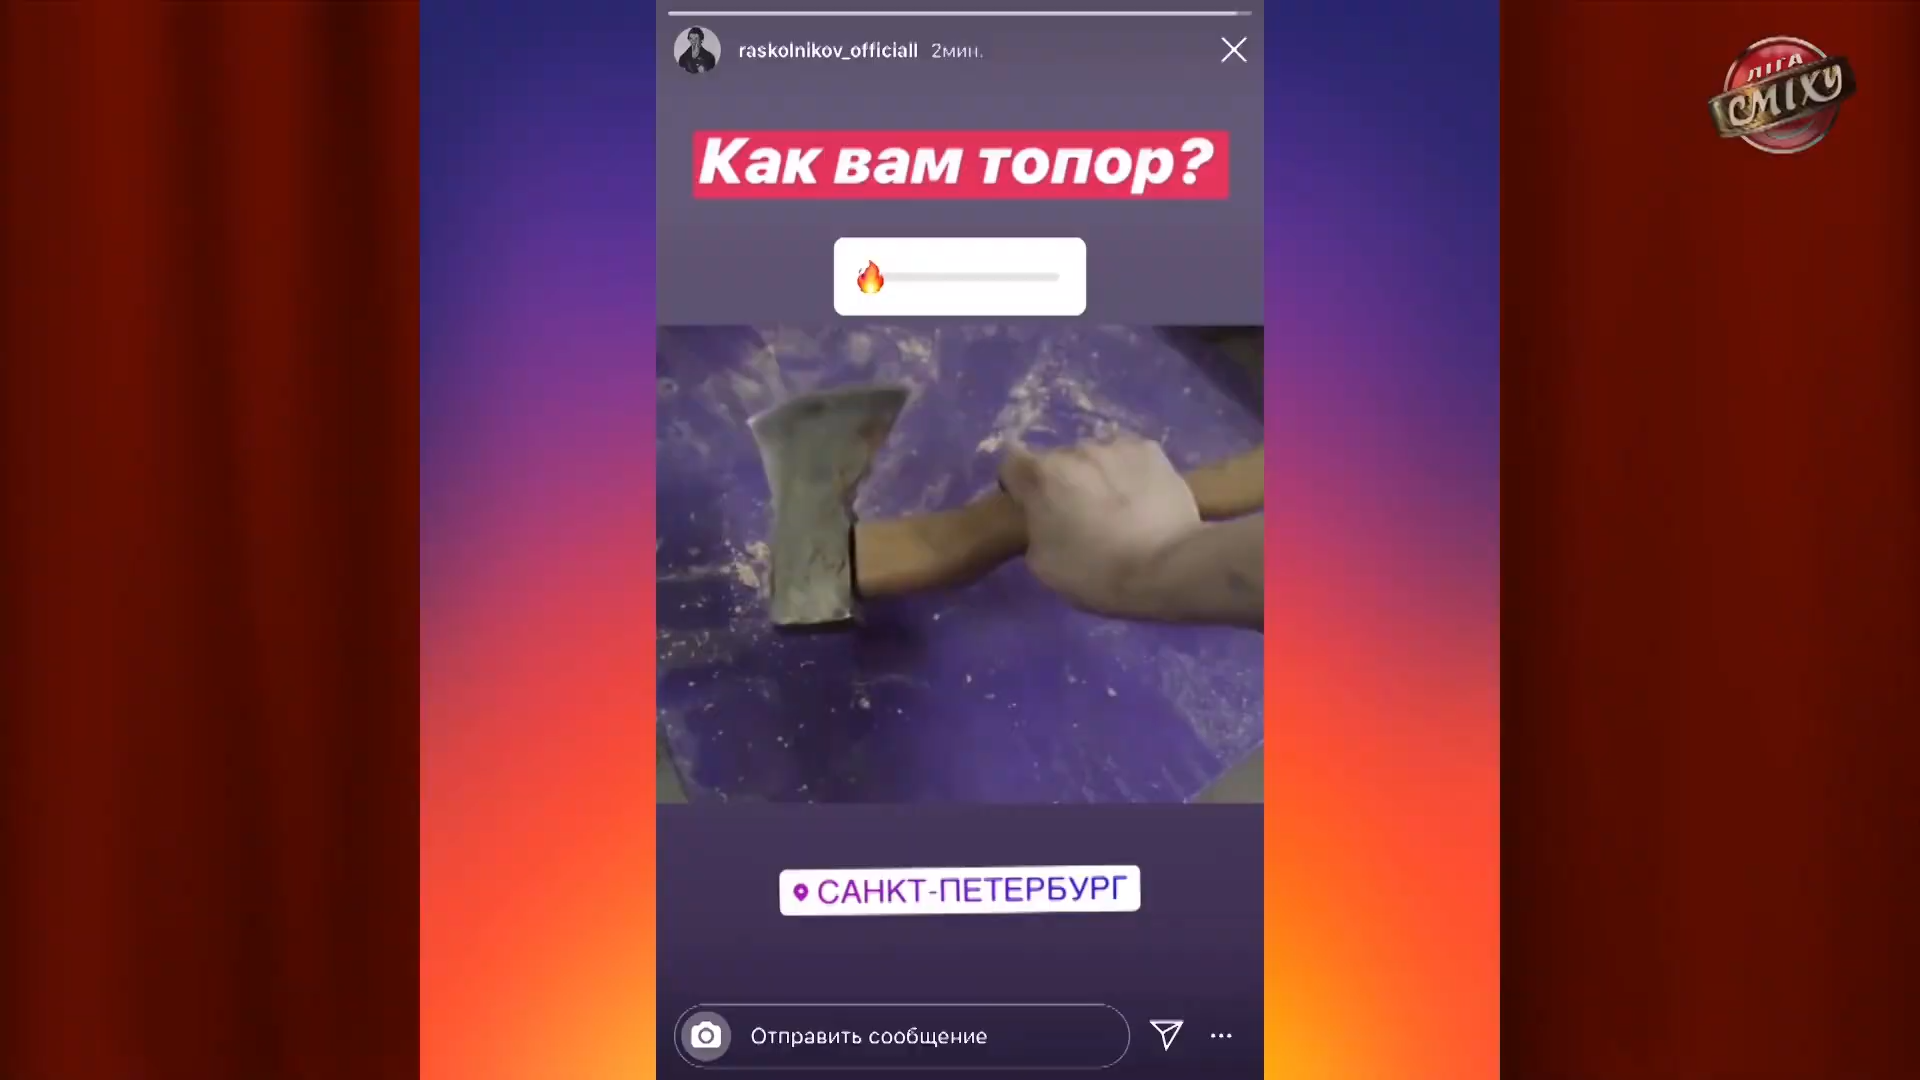 raskolnikov_officiall 2мин.
ЛІГА
СМІХУ
Как вам топор?
САНКТ-ПЕТЕРБУРГ
Отправить сообщение